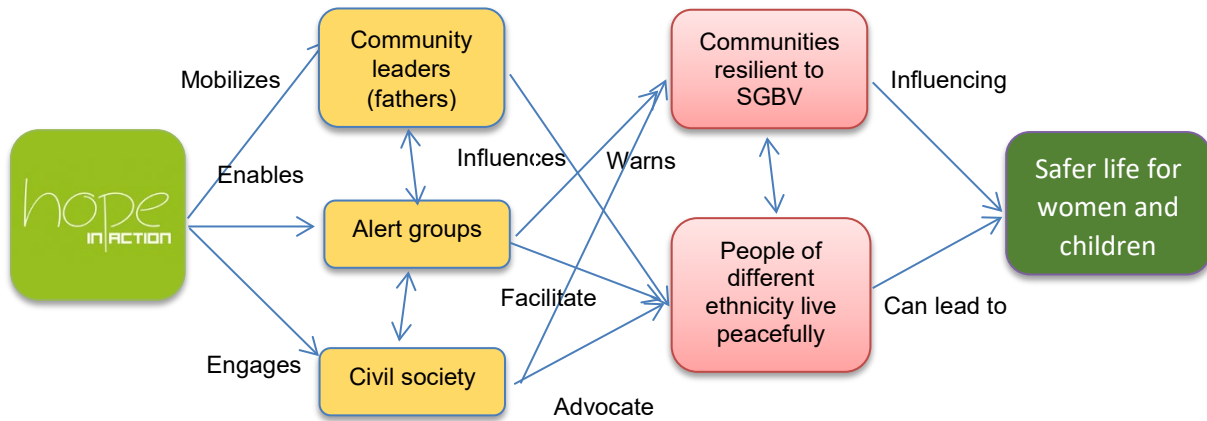 Mobilizes
Enables
Engages
hope
IN ACTION
Community
leaders
(fathers)
Alert groups
Civil society
Influences
Warns
Facilitate
Advocate
Communities
resilient to
SGBV
People of
different
ethnicity live
peacefully
Influencing
Can lead to
Safer life for
women and
children